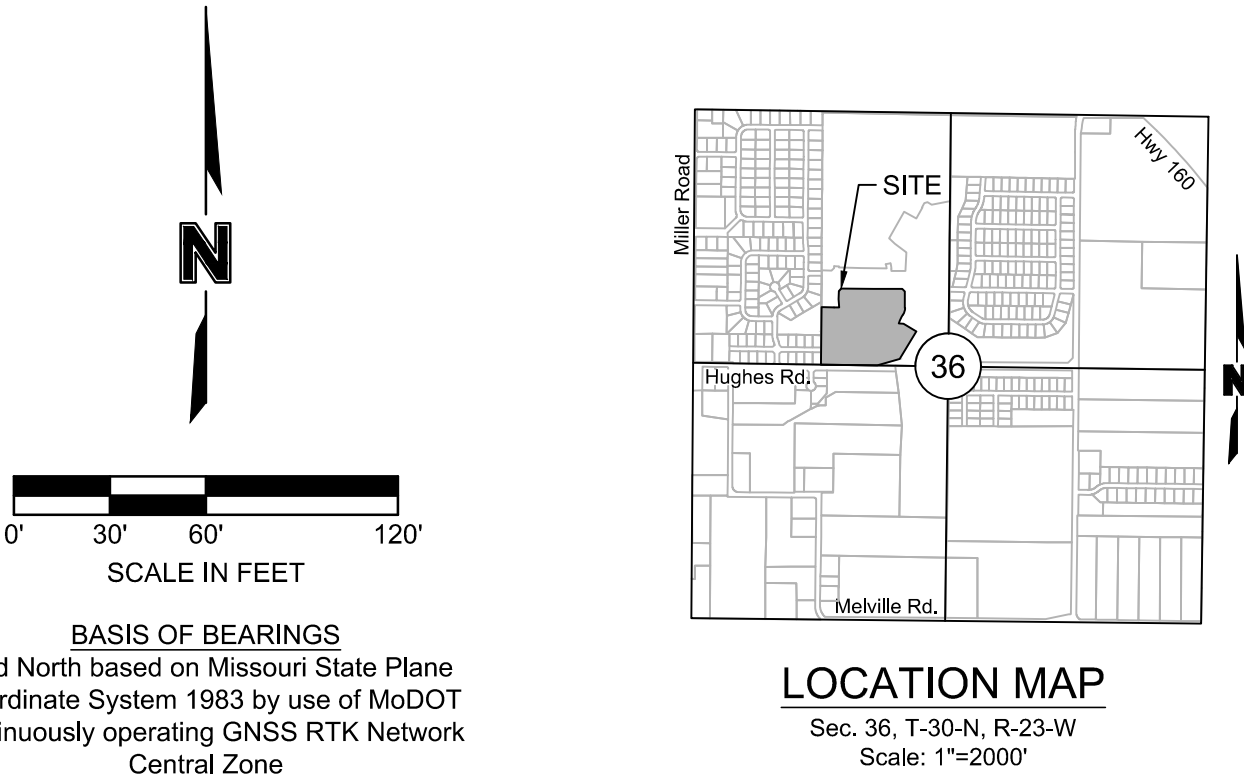 N
0' 30' 60' 120'
SCALE IN FEET
BASIS OF BEARINGS
d North based on Missouri State Plane
rdinate System 1983 by use of MoDOT
inuously operating GNSS RTK Network
Central Zone
Miller Road
SITE
Hwy 160
36
Hughes Rd.
Melville Rd.
N
LOCATION MAP
Sec. 36, T-30-N, R-23-W
Scale: 1"=2000'